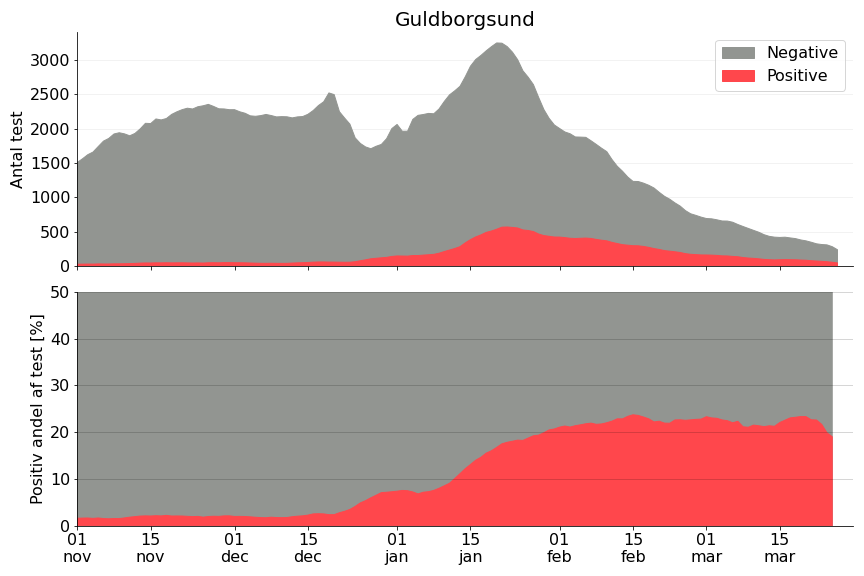 Guldborgsund
Antal test
3000
2500
2000
1500
1000
500
0
Negative
Positive
Positiv andel af test [%]
50
40
30
20
10
0
01 15 01 15 01 15 01 15 01 15
nov nov dec dec jan jan feb feb mar mar